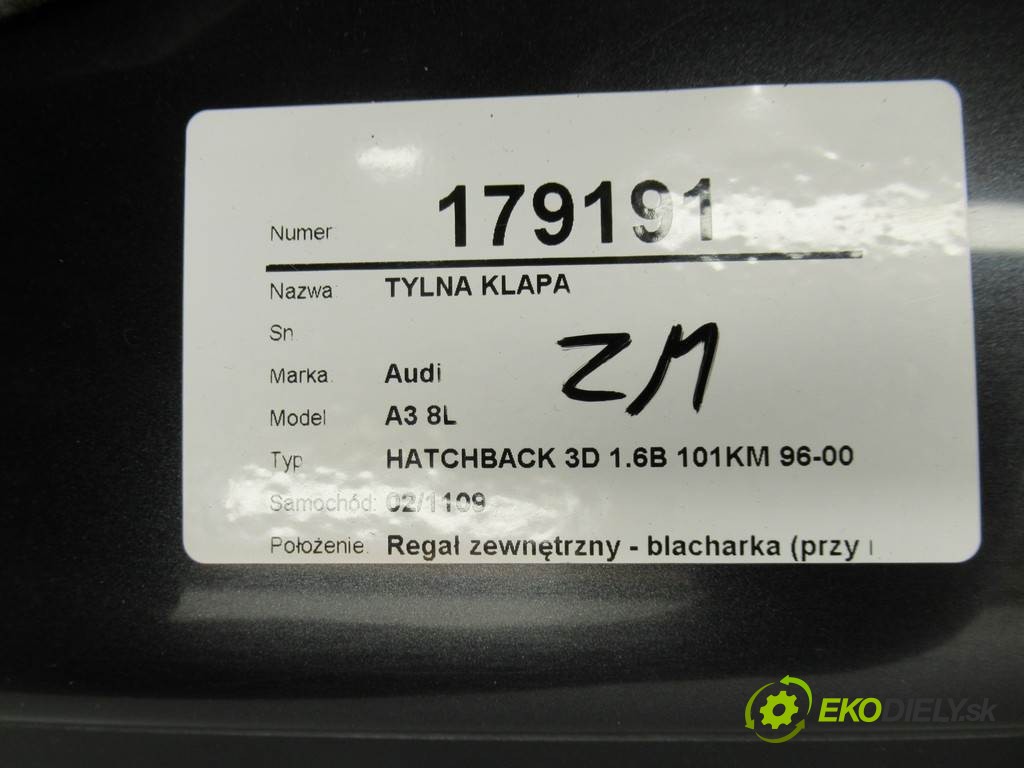 Numer 179191
Nazwa: TYLNA KLAPA
Sn
Marka: Audi
ZM
Model A3 8L
Typ HATCHBACK 3D 1.6B 101KM 96-00
Samochód: 02/1109
Położenie: Regał zewnętrzny - blacharka (przy
EKODIELY.sk